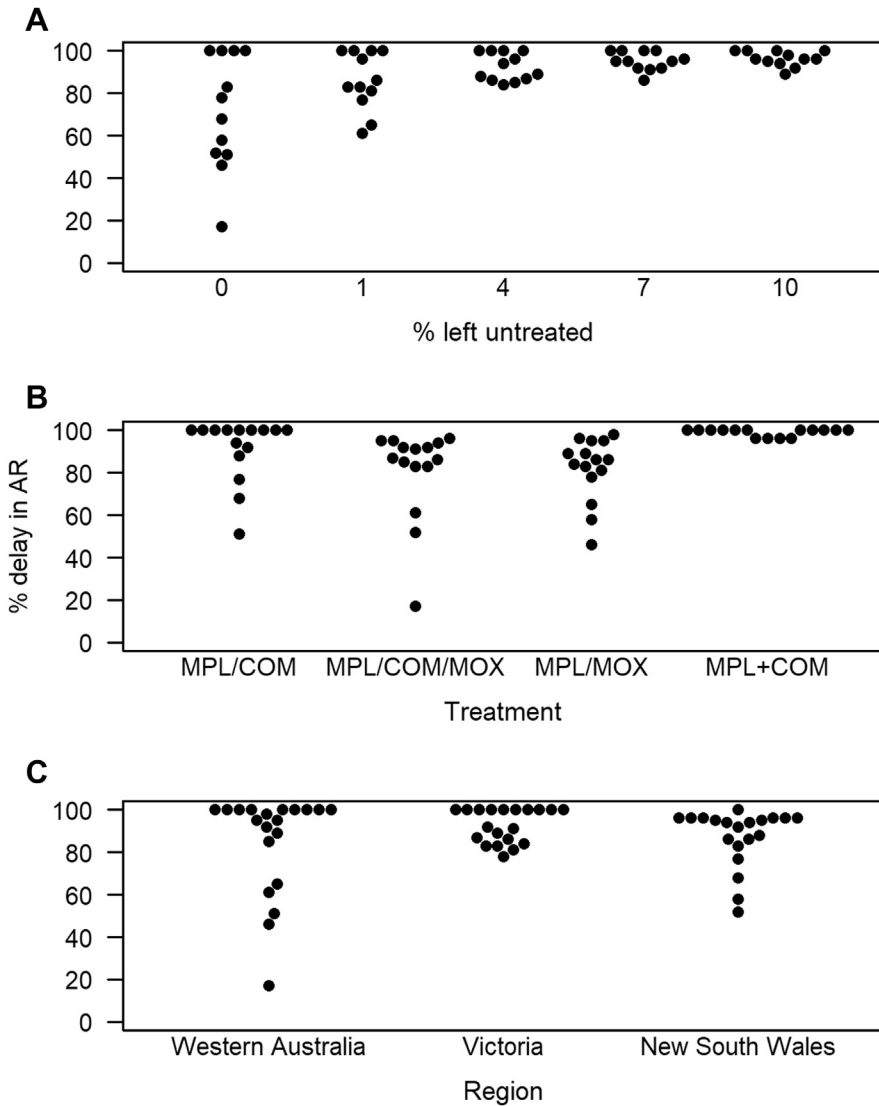 A
100
80
60
40
20
0
0 1 4 7 10
% left untreated
B
% delay in AR
100
80
60
40
20
0
MPL/COM MPL/COM/MOX MPL/MOX MPL+COM
Treatment
C
100
80
60
40
20
0
Western Australia Victoria New South Wales
Region